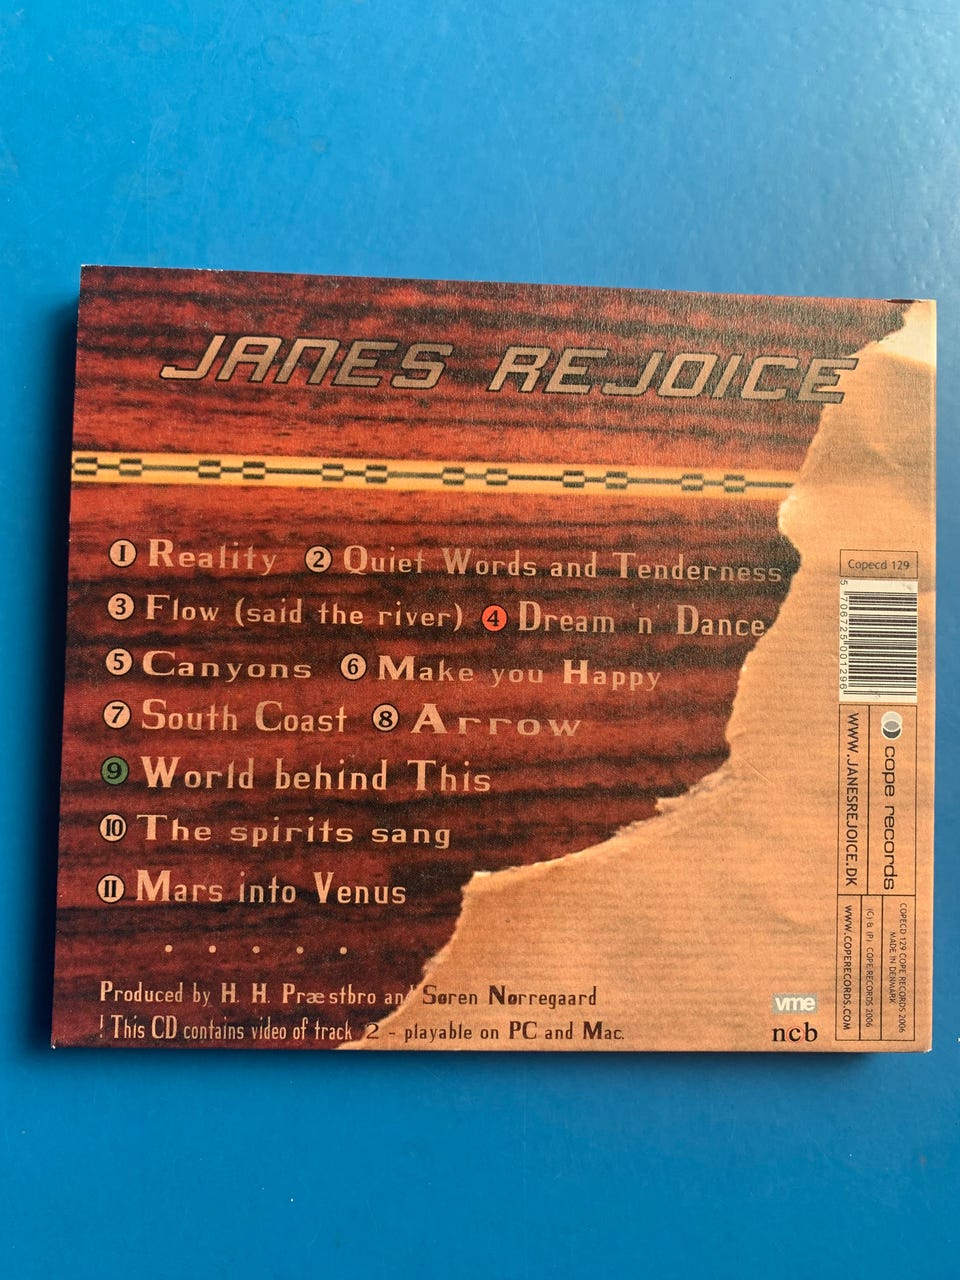 JANES REJOICE
1 Reality 2 Quiet Words and Tenderness
3 Flow (said the river) 4 Dream n Dance
5 Canyons 6 Make you Happy
7 South Coast 8 Arrow
9 World behind This
10 The spirits sang
11 Mars into Venus
. . . . .
Produced by H. H. Præstbro and Søren Nørregaard
! This CD contains video of track 2 - playable on PC and Mac.
vme
ncb
Copecd 129
5 706725 001296
cope records
WWW.JANESREJOICE.DK
COPECD 129 COPE RECORDS 2006
MADE IN DENMARK
(C) & (P) COPE RECORDS 2006
WWW.COPERECORDS.COM